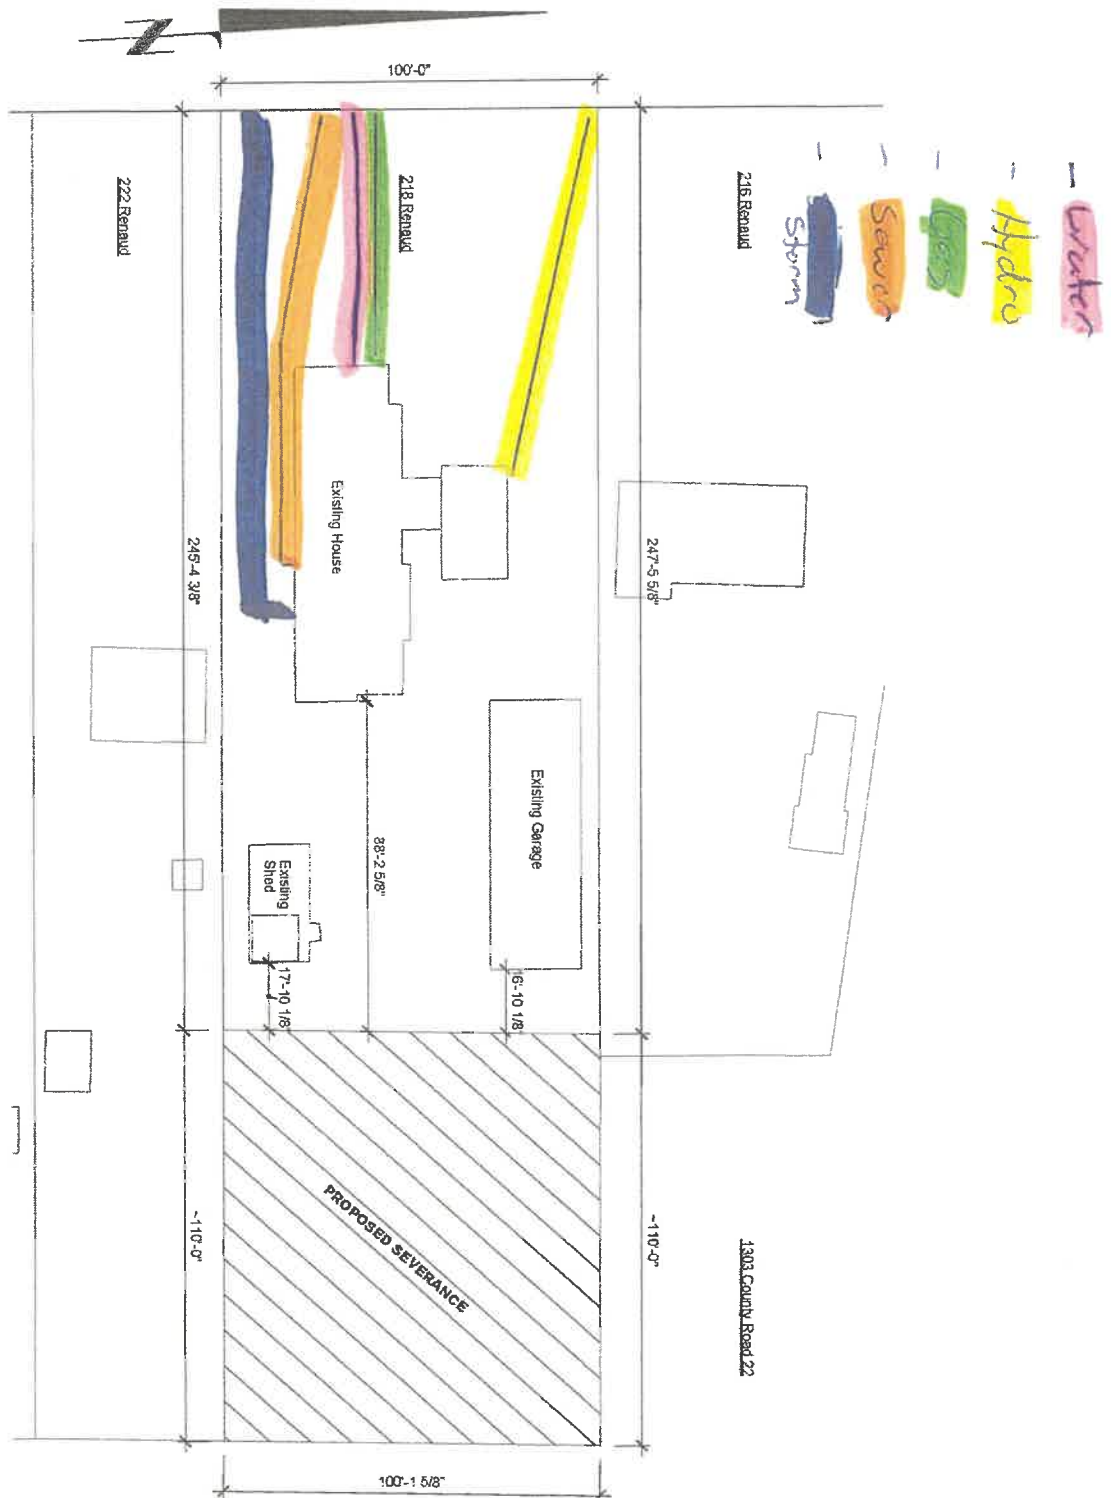 N
100'-0"
Water
Hydro
Gas
Sewer
Storm
216 Renaud
218 Renaud
222 Renaud
Existing House
247'-5 5/8"
245'-4 3/8"
Existing Garage
88'-2 5/8"
Existing
Shed
16'-10 1/8"
17'-10 1/8"
PROPOSED SEVERANCE
~110'-0"
~110'-0"
1303 County Road 22
100'-1 5/8"